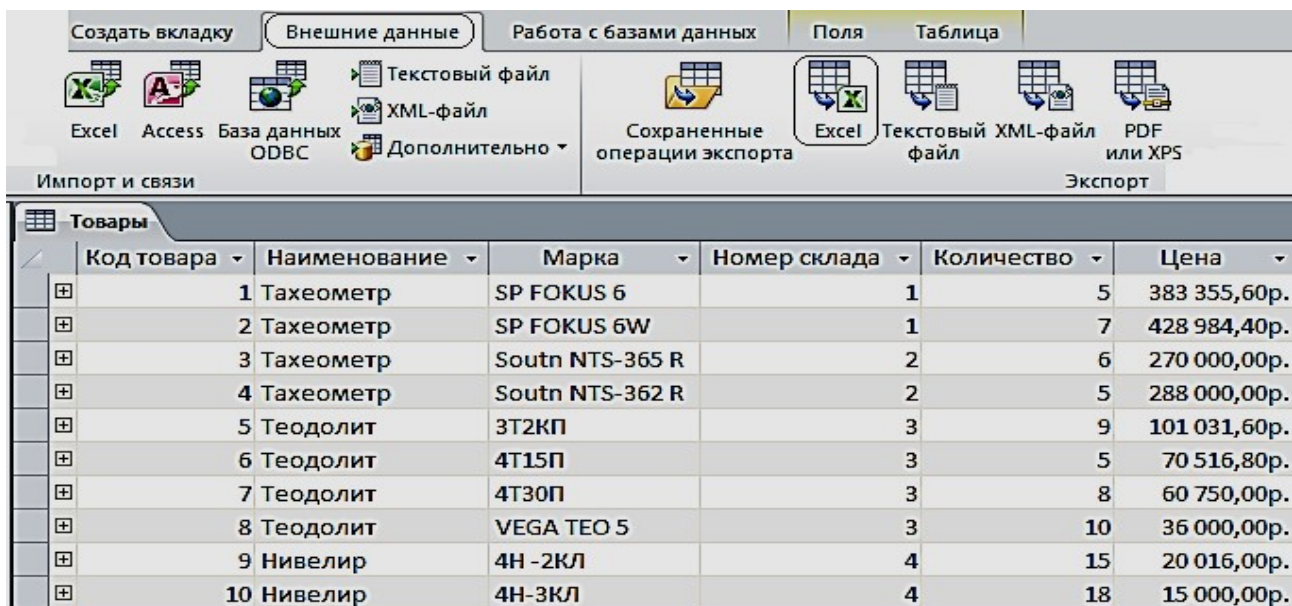 Создать вкладку Внешние данные Работа с базами данных Поля Таблица
Excel Access База данных ODBC
Текстовый файл
XML-файл
Дополнительно
Сохраненные операции экспорта
Excel Текстовый файл XML-файл PDF или XPS
Импорт и связи Экспорт
Товары
Код товара Наименование Марка Номер склада Количество Цена
1 Тахеометр SP FOKUS 6 1 5 383 355,60р.
2 Тахеометр SP FOKUS 6W 1 7 428 984,40р.
3 Тахеометр Soutn NTS-365 R 2 6 270 000,00р.
4 Тахеометр Soutn NTS-362 R 2 5 288 000,00р.
5 Теодолит 3Т2КП 3 9 101 031,60р.
6 Теодолит 4Т15П 3 5 70 516,80р.
7 Теодолит 4Т30П 3 8 60 750,00р.
8 Теодолит VEGA TEO 5 3 10 36 000,00р.
9 Нивелир 4Н -2КЛ 4 15 20 016,00р.
10 Нивелир 4Н-3КЛ 4 18 15 000,00р.